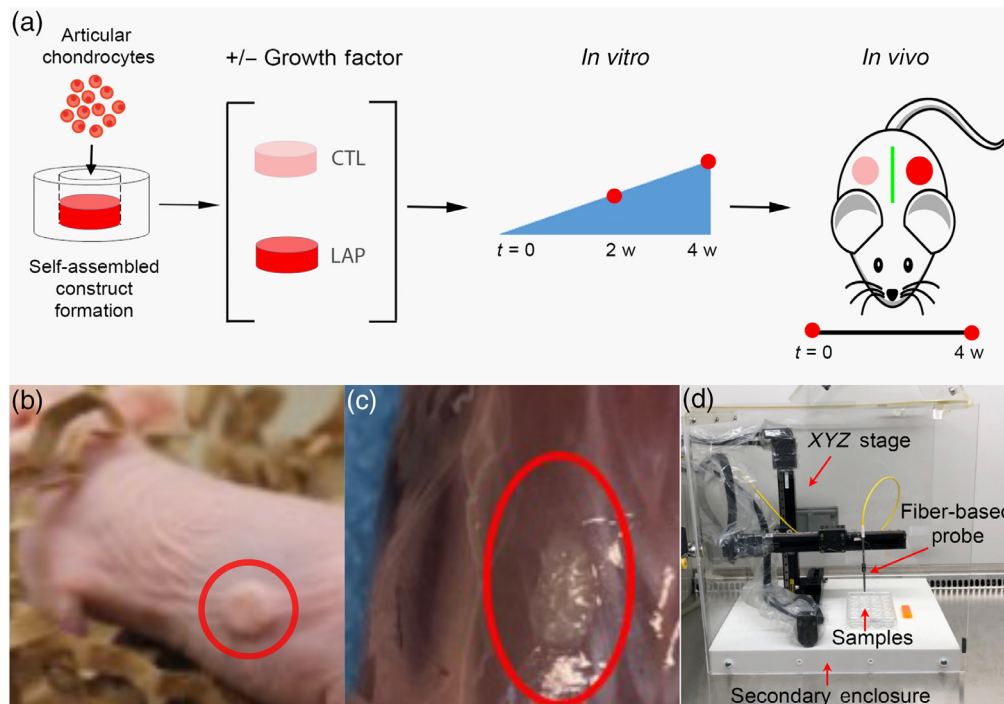 (a)
Articular
chondrocytes
+/− Growth factor
In vitro
In vivo
CTL
LAP
Self-assembled
construct
formation
t = 0
2 w
4 w
t = 0
4 w
(b)
(c)
(d)
XYZ stage
Fiber-based
probe
Samples
Secondary enclosure